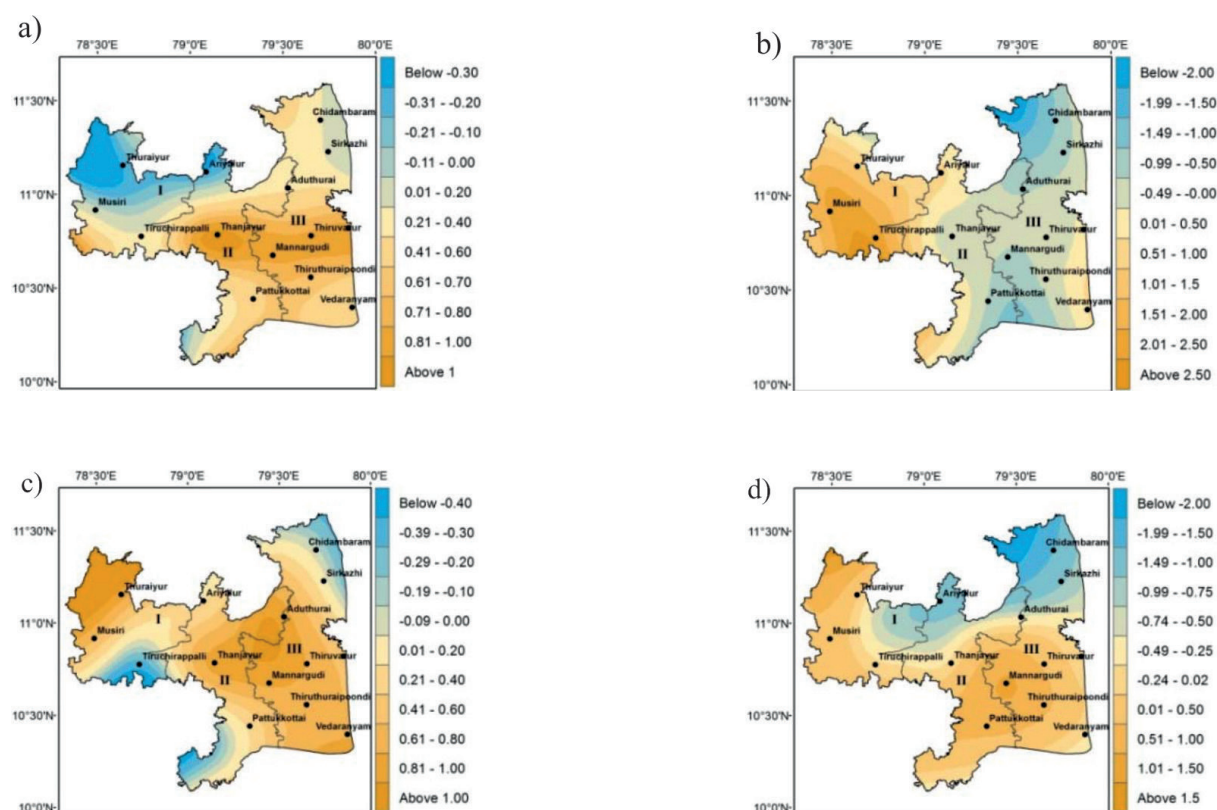 a)
78°30'E 79°0'E 79°30'E 80°0'E
11°30'N
11°0'N
10°30'N
10°0'N
Chidambaram
Sirkazhi
Thuraiyur
Ariyalur
Aduthurai
I
Musiri
III
Tiruchirappalli
Thanjavur
Thiruvarur
II
Mannargudi
Thiruthuraipoondi
Pattukkottai
Vedaranyam
Below -0.30
-0.31 - -0.20
-0.21 - -0.10
-0.11 - 0.00
0.01 - 0.20
0.21 - 0.40
0.41 - 0.60
0.61 - 0.70
0.71 - 0.80
0.81 - 1.00
Above 1
b)
78°30'E 79°0'E 79°30'E 80°0'E
11°30'N
11°0'N
10°30'N
10°0'N
Chidambaram
Sirkazhi
Thuraiyur
Ariyalur
Aduthurai
I
Musiri
III
Tiruchirappalli
Thanjavur
Thiruvarur
II
Mannargudi
Thiruthuraipoondi
Pattukkottai
Vedaranyam
Below -2.00
-1.99 - -1.50
-1.49 - -1.00
-0.99 - -0.50
-0.49 - -0.00
0.01 - 0.50
0.51 - 1.00
1.01 - 1.5
1.51 - 2.00
2.01 - 2.50
Above 2.50
c)
78°30'E 79°0'E 79°30'E 80°0'E
11°30'N
11°0'N
10°30'N
10°0'N
Chidambaram
Sirkazhi
Thuraiyur
Ariyalur
Aduthurai
I
Musiri
III
Tiruchirappalli
Thanjavur
Thiruvarur
II
Mannargudi
Thiruthuraipoondi
Pattukkottai
Vedaranyam
Below -0.40
-0.39 - -0.30
-0.29 - -0.20
-0.19 - -0.10
-0.09 - 0.00
0.01 - 0.20
0.21 - 0.40
0.41 - 0.60
0.61 - 0.80
0.81 - 1.00
Above 1.00
d)
78°30'E 79°0'E 79°30'E 80°0'E
11°30'N
11°0'N
10°30'N
10°0'N
Chidambaram
Sirkazhi
Thuraiyur
Ariyalur
Aduthurai
I
Musiri
III
Tiruchirappalli
Thanjavur
Thiruvarur
II
Mannargudi
Thiruthuraipoondi
Pattukkottai
Vedaranyam
Below -2.00
-1.99 - -1.50
-1.49 - -1.00
-0.99 - -0.75
-0.74 - -0.50
-0.49 - -0.25
-0.24 - 0.02
0.01 - 0.50
0.51 - 1.00
1.01 - 1.50
Above 1.5